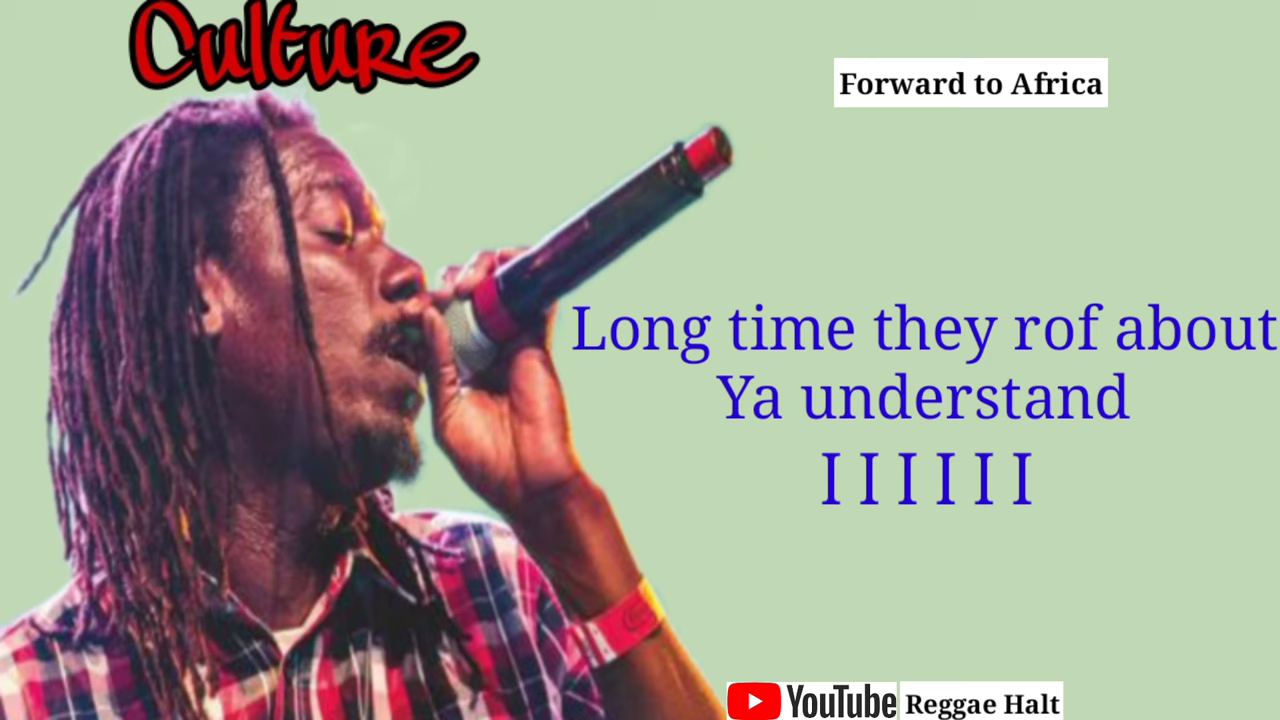 Culture
Forward to Africa
Long time they rof about
Ya understand
I I I I I I
YouTube Reggae Halt